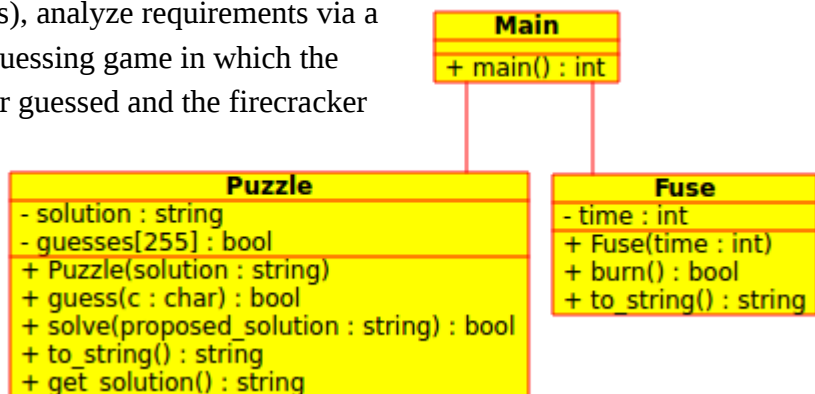 s), analyze requirements via a
uessing game in which the
r guessed and the firecracker
Main
+ main() : int
Puzzle
- solution : string
- guesses[255] : bool
+ Puzzle(solution : string)
+ guess(c : char) : bool
+ solve(proposed_solution : string) : bool
+ to_string() : string
+ get_solution() : string
Fuse
- time : int
+ Fuse(time : int)
+ burn() : bool
+ to_string() : string